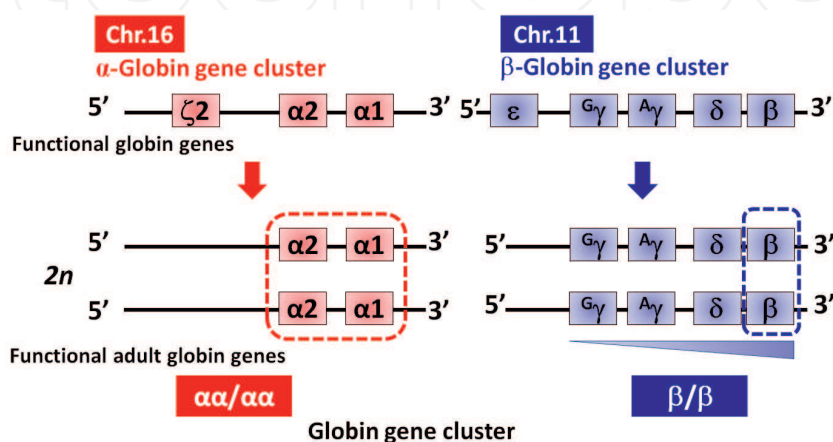 Chr.16
α-Globin gene cluster
5’ ζ2 α2 α1 3’
Chr.11
β-Globin gene cluster
5’ ε Gγ Aγ δ β 3’
Functional globin genes
2n
5’ α2 α1 3’
5’ α2 α1 3’
5’ Gγ Aγ δ β 3’
5’ Gγ Aγ δ β 3’
Functional adult globin genes
αα/αα
β/β
Globin gene cluster